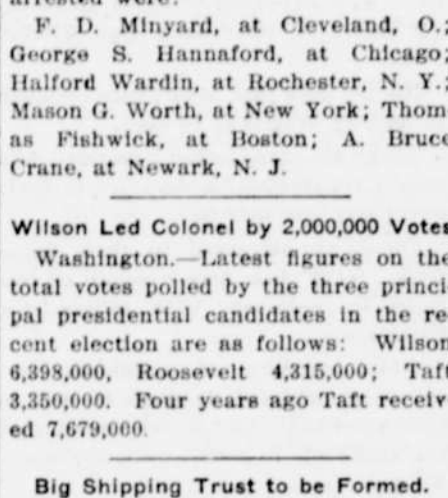 arrested were:
F. D. Minyard, at Cleveland, O.;
George S. Hannaford, at Chicago;
Halford Wardin, at Rochester, N. Y.;
Mason G. Worth, at New York; Thom
as Fishwick, at Boston; A. Bruce
Crane, at Newark, N. J.
Wilson Led Colonel by 2,000,000 Votes
Washington.—Latest figures on the
total votes polled by the three princi
pal presidential candidates in the re
cent election are as follows: Wilson
6,398,000, Roosevelt 4,315,000; Taft
3,350,000. Four years ago Taft receiv
ed 7,679,000.
Big Shipping Trust to be Formed.